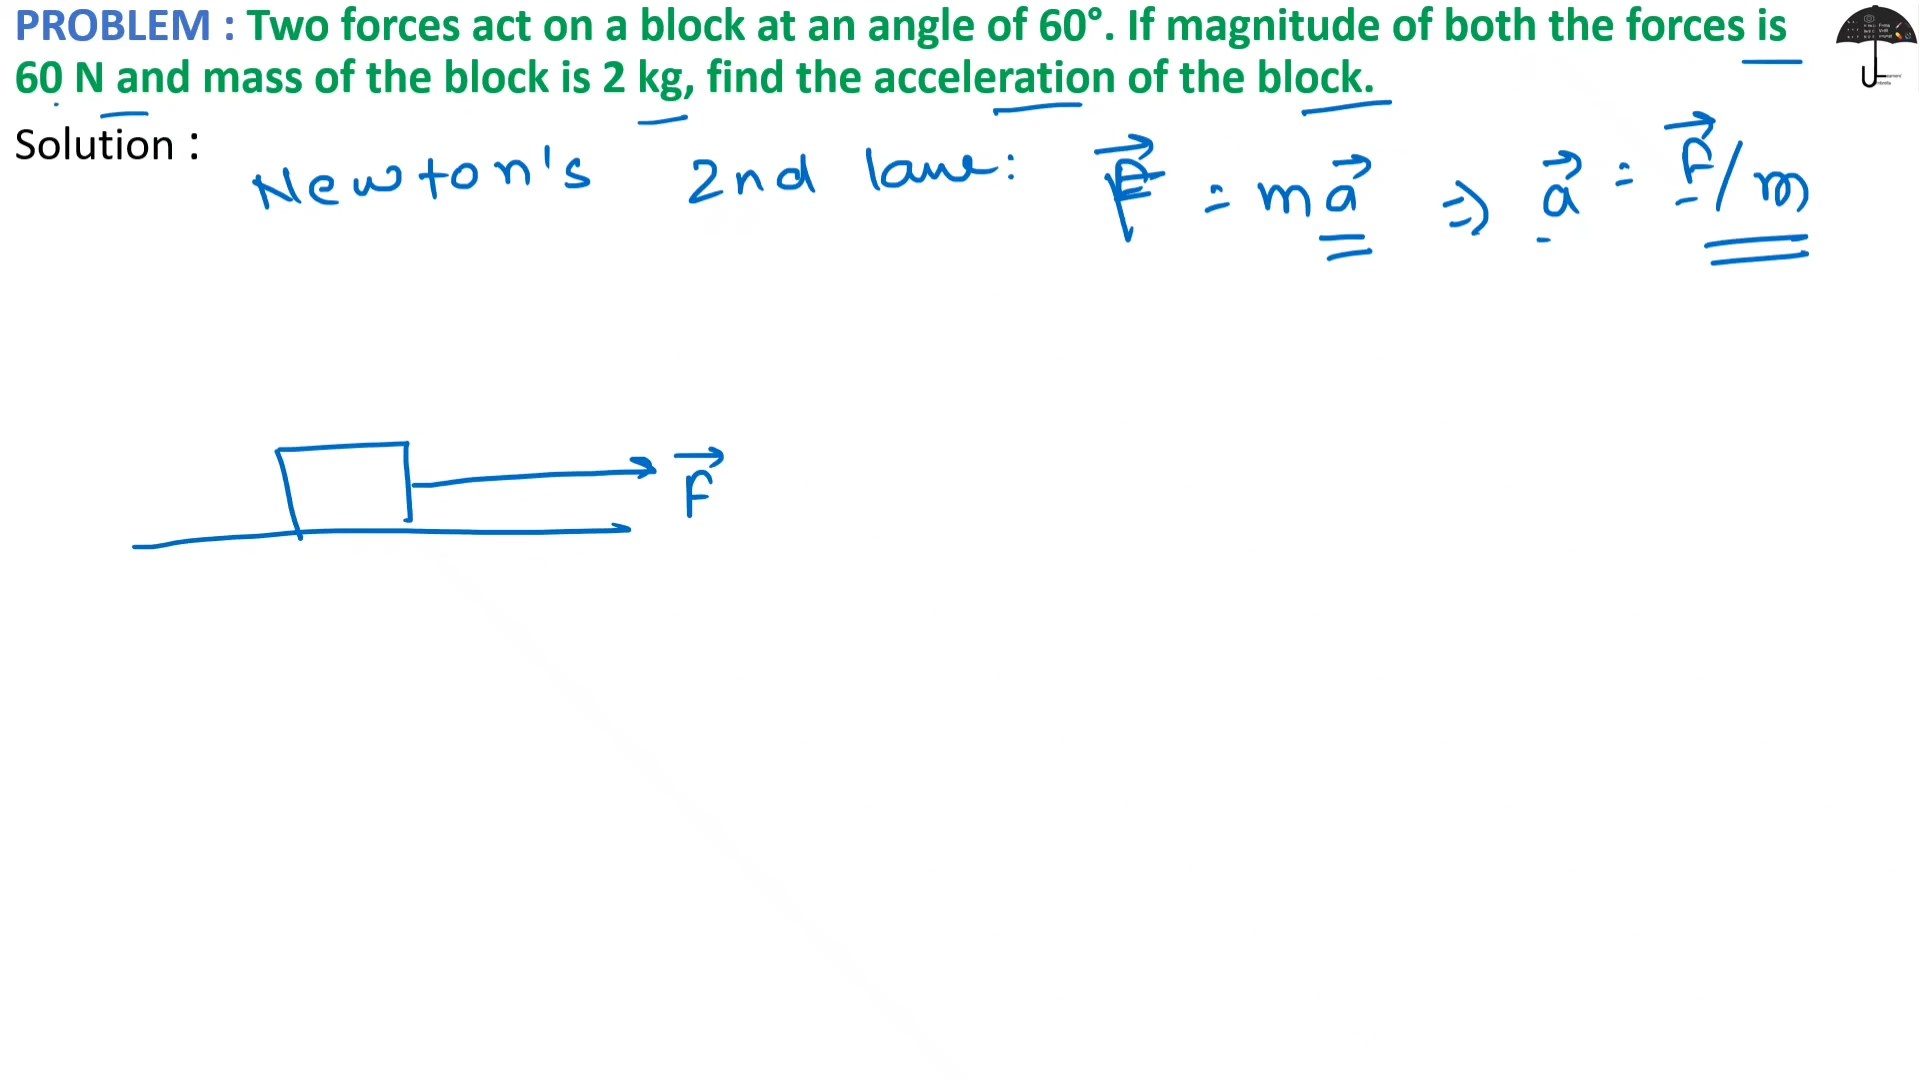 PROBLEM : Two forces act on a block at an angle of 60°. If magnitude of both the forces is
60 N and mass of the block is 2 kg, find the acceleration of the block.
Solution :
Newton's 2nd law: F⃗ = ma⃗ ⇒ a⃗ = F⃗/m
F⃗